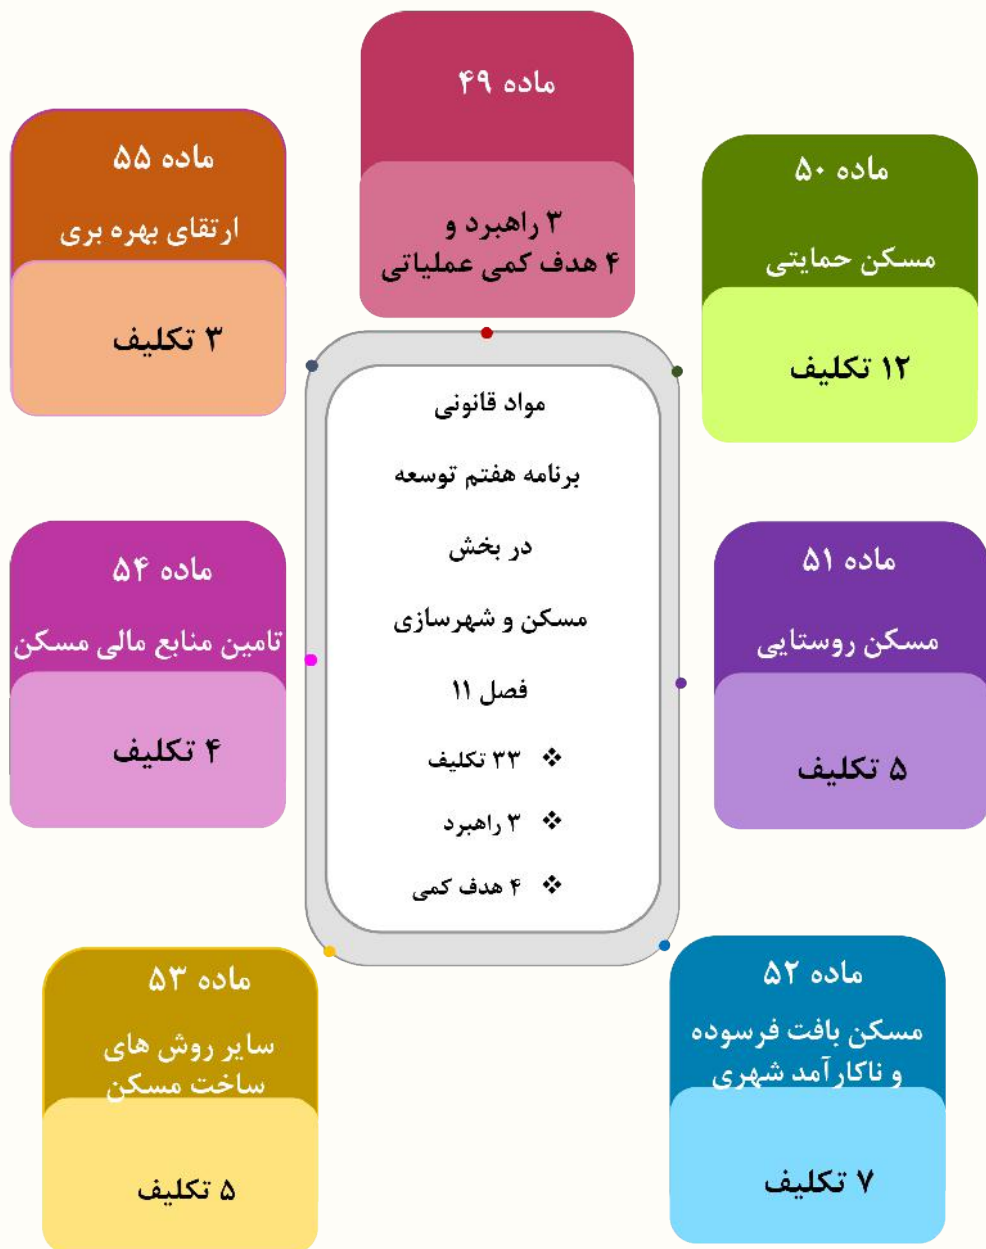 ماده ۴۹
۳ راهبرد و
۴ هدف کمی عملیاتی
ماده ۵۰
مسکن حمایتی
۱۲ تکلیف
ماده ۵۱
مسکن روستایی
۵ تکلیف
ماده ۵۲
مسکن بافت فرسوده
و ناکارآمد شهری
۷ تکلیف
ماده ۵۳
سایر روش های
ساخت مسکن
۵ تکلیف
ماده ۵۴
تامین منابع مالی مسکن
۴ تکلیف
ماده ۵۵
ارتقای بهره بری
۳ تکلیف
مواد قانونی
برنامه هفتم توسعه
در بخش
مسکن و شهرسازی
فصل ۱۱
❖ ۳۳ تکلیف
❖ ۳ راهبرد
❖ ۴ هدف کمی